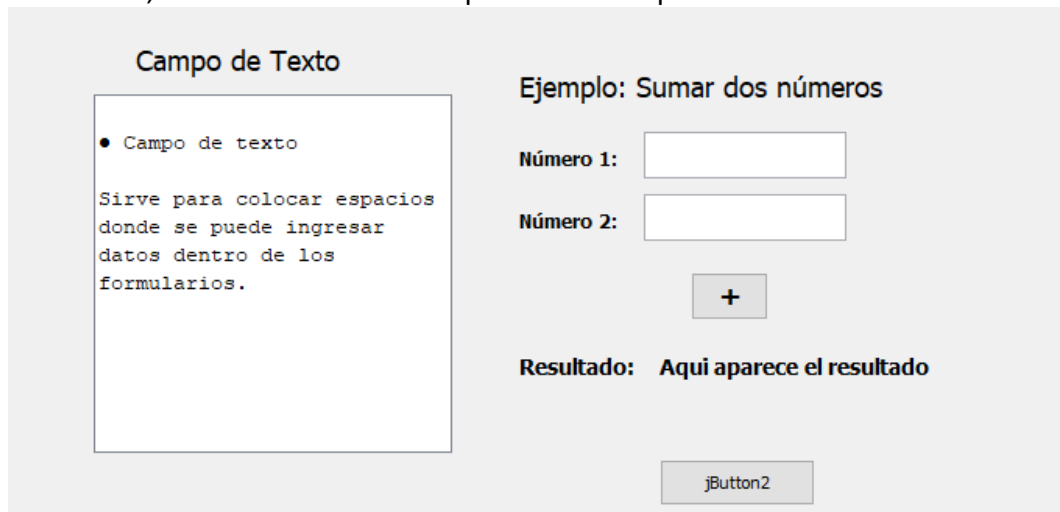 Campo de Texto
● Campo de texto
Sirve para colocar espacios
donde se puede ingresar
datos dentro de los
formularios.
Ejemplo: Sumar dos números
Número 1:
Número 2:
+
Resultado: Aqui aparece el resultado
jButton2